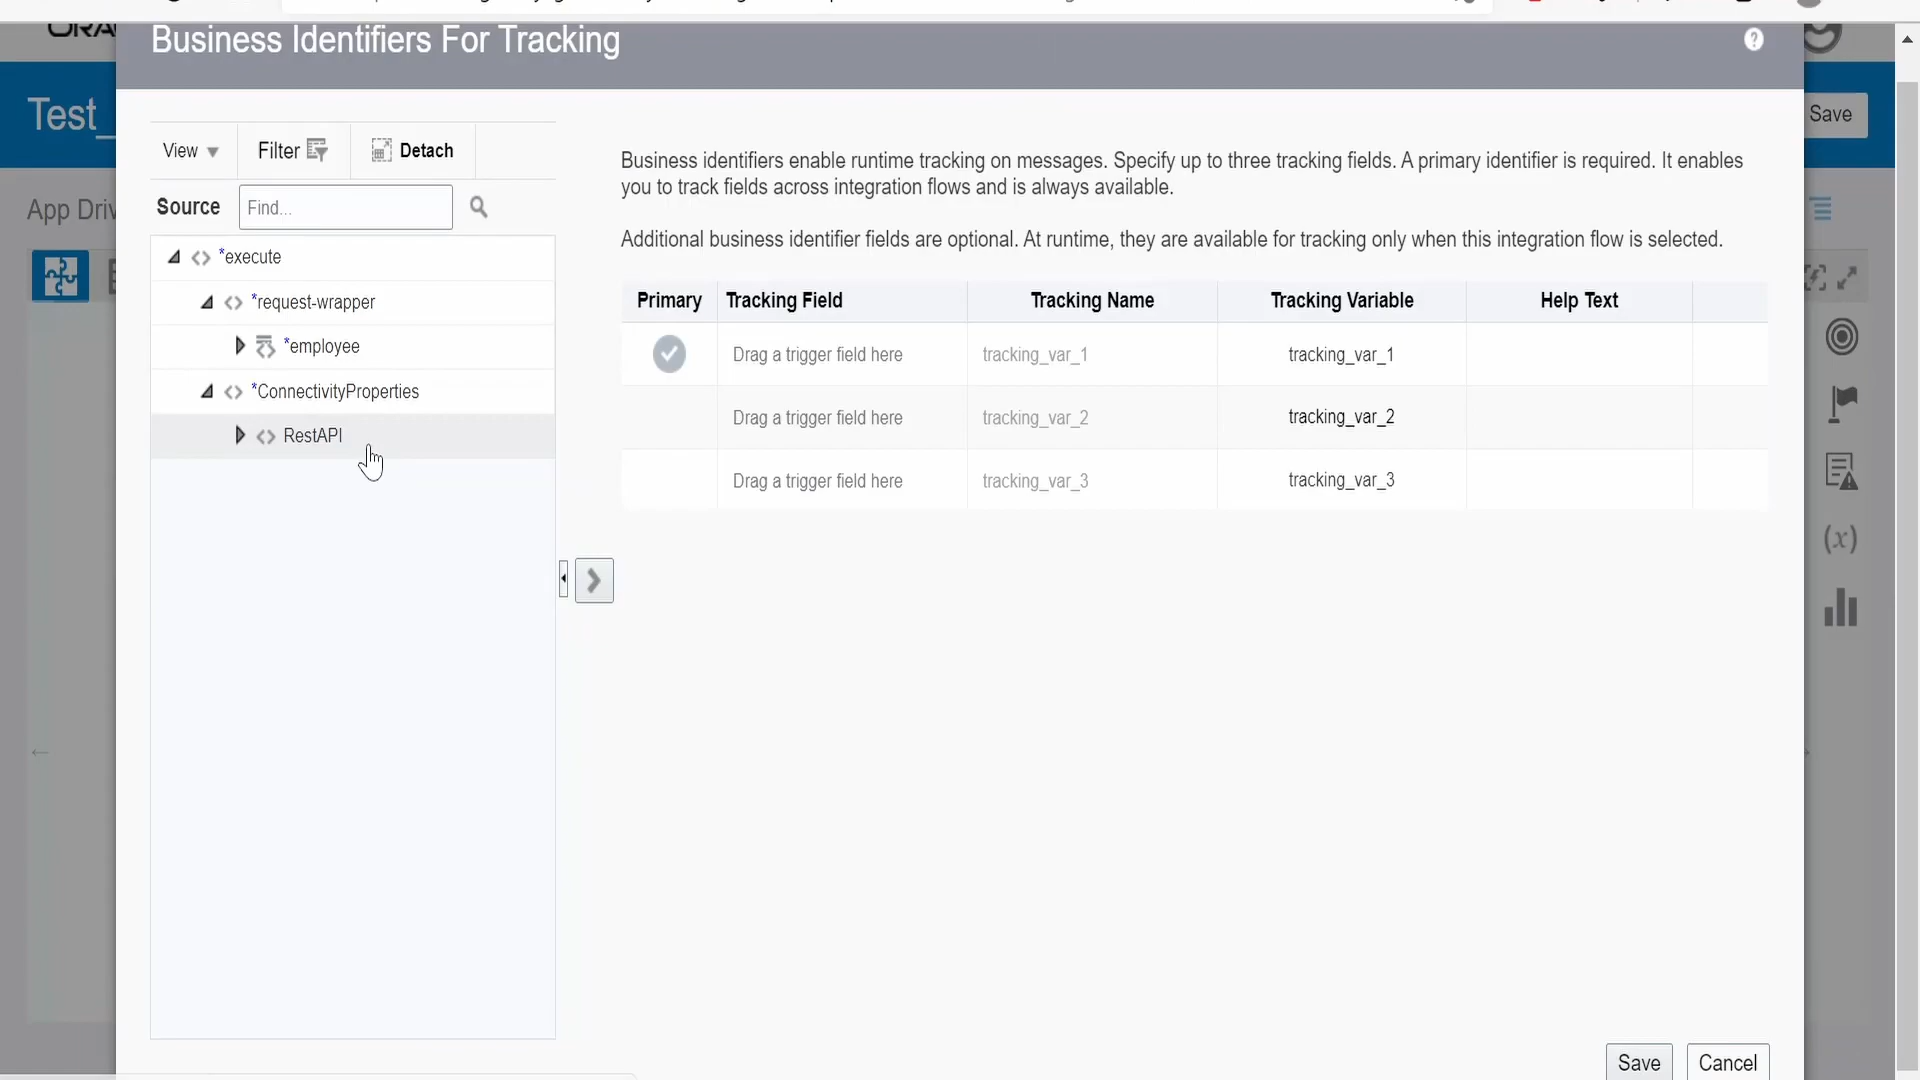 ORA
Business Identifiers For Tracking
Test_
Save
View
Filter
Detach
Business identifiers enable runtime tracking on messages. Specify up to three tracking fields. A primary identifier is required. It enables
you to track fields across integration flows and is always available.
Source
Find...
App Driv
Additional business identifier fields are optional. At runtime, they are available for tracking only when this integration flow is selected.
*execute
*request-wrapper
*employee
*ConnectivityProperties
RestAPI
Primary Tracking Field Tracking Name Tracking Variable Help Text
Drag a trigger field here tracking_var_1 tracking_var_1
Drag a trigger field here tracking_var_2 tracking_var_2
Drag a trigger field here tracking_var_3 tracking_var_3
(x)
Save Cancel